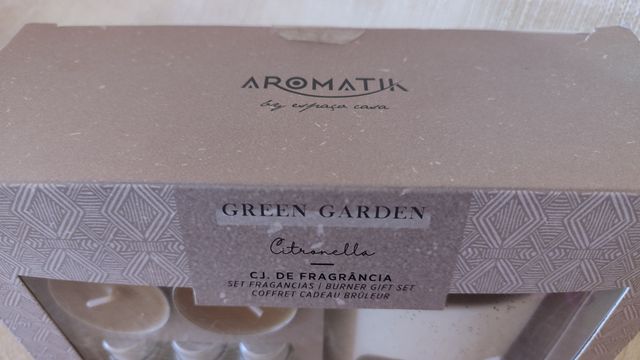 AROMATIK
by espaço casa
GREEN GARDEN
Citronella
CJ. DE FRAGRÂNCIA
SET FRAGANCIAS | BURNER GIFT SET
COFFRET CADEAU BRÛLEUR